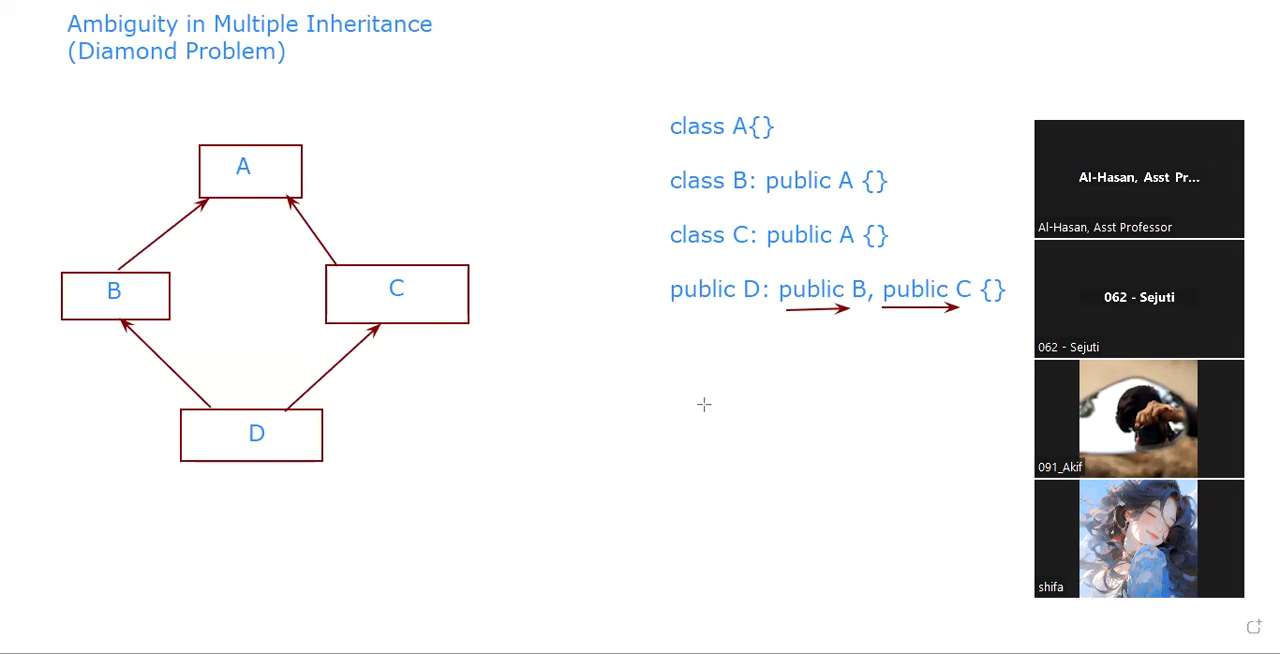 Ambiguity in Multiple Inheritance
(Diamond Problem)
A
B
C
D
class A{}
class B: public A {}
class C: public A {}
public D: public B, public C {}
Al-Hasan, Asst Pr...
Al-Hasan, Asst Professor
062 - Sejuti
062 - Sejuti
091_Akif
shifa